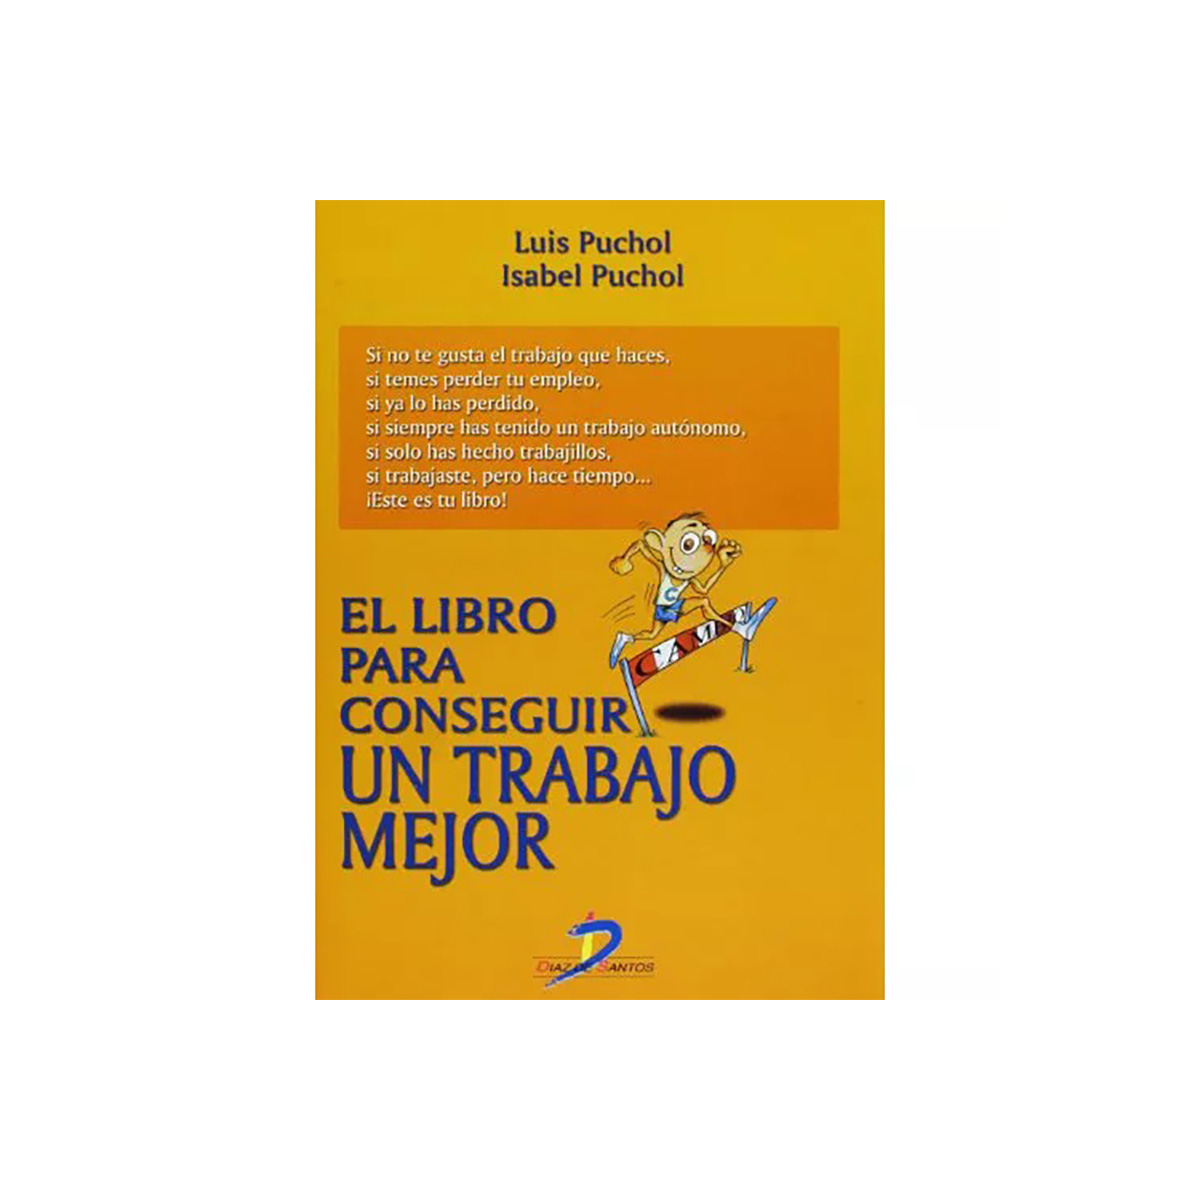 Luis Puchol
Isabel Puchol
Si no te gusta el trabajo que haces,
si temes perder tu empleo,
si ya lo has perdido,
si siempre has tenido un trabajo autónomo,
si solo has hecho trabajillos,
si trabajaste, pero hace tiempo...
¡Este es tu libro!
C
EL LIBRO
PARA
CONSEGUIR
UN TRABAJO
MEJOR
DIAZ DE SANTOS